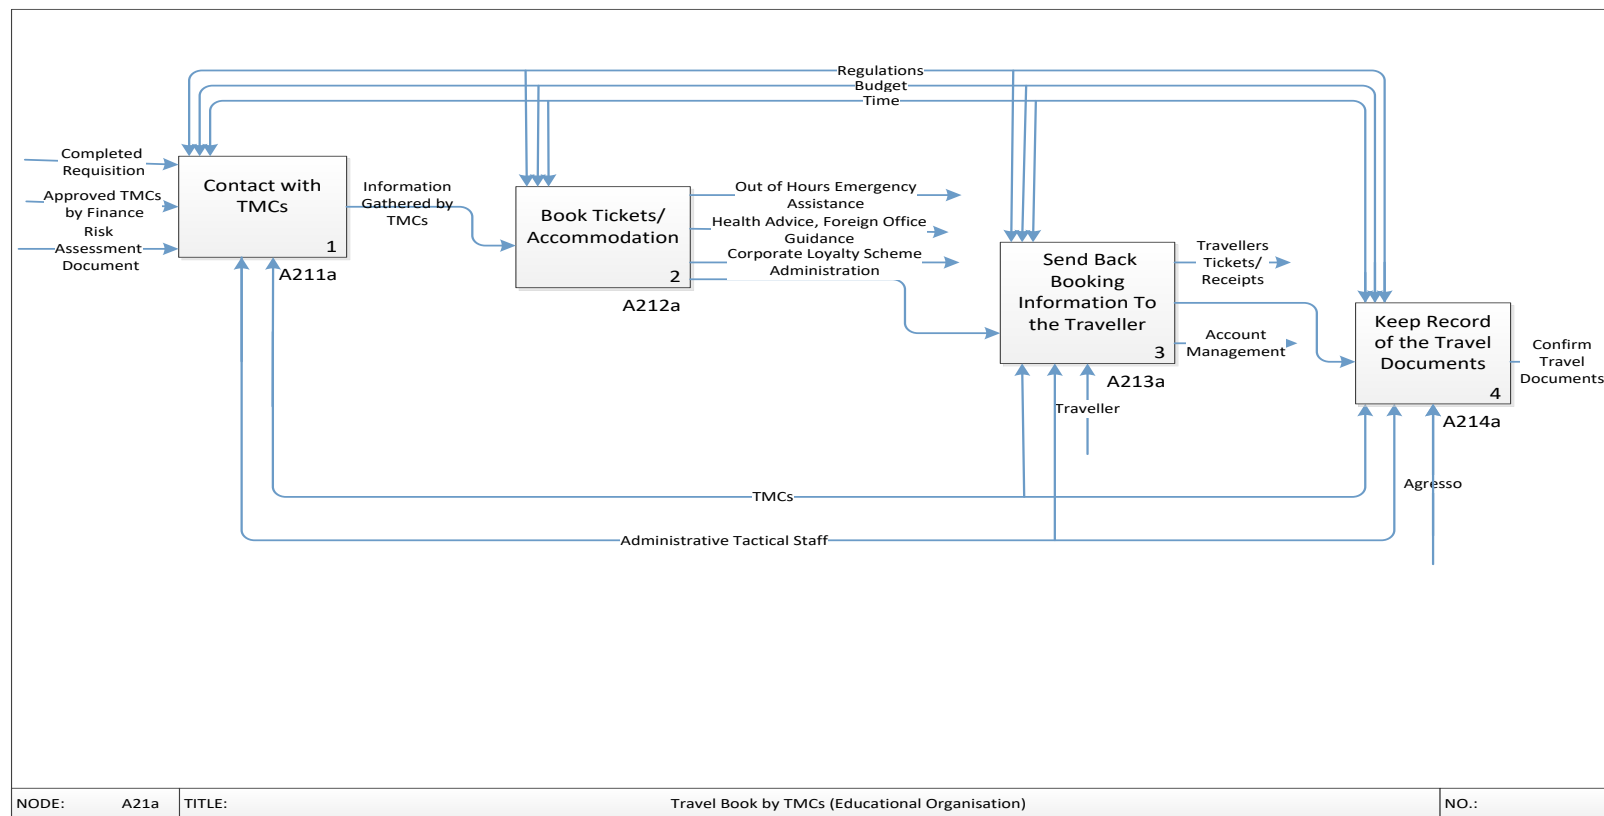 Regulations
Budget
Time
Completed
Requisition
Approved TMCs
by Finance
Risk
Assessment
Document
Contact with
TMCs
1
A211a
Information
Gathered by
TMCs
Book Tickets/
Accommodation
2
A212a
Out of Hours Emergency
Assistance
Health Advice, Foreign Office
Guidance
Corporate Loyalty Scheme
Administration
Send Back
Booking
Information To
the Traveller
3
A213a
Travellers
Tickets/
Receipts
Account
Management
Traveller
Keep Record
of the Travel
Documents
4
A214a
Confirm
Travel
Documents
Agresso
TMCs
Administrative Tactical Staff
NODE: A21a TITLE: Travel Book by TMCs (Educational Organisation) NO.: